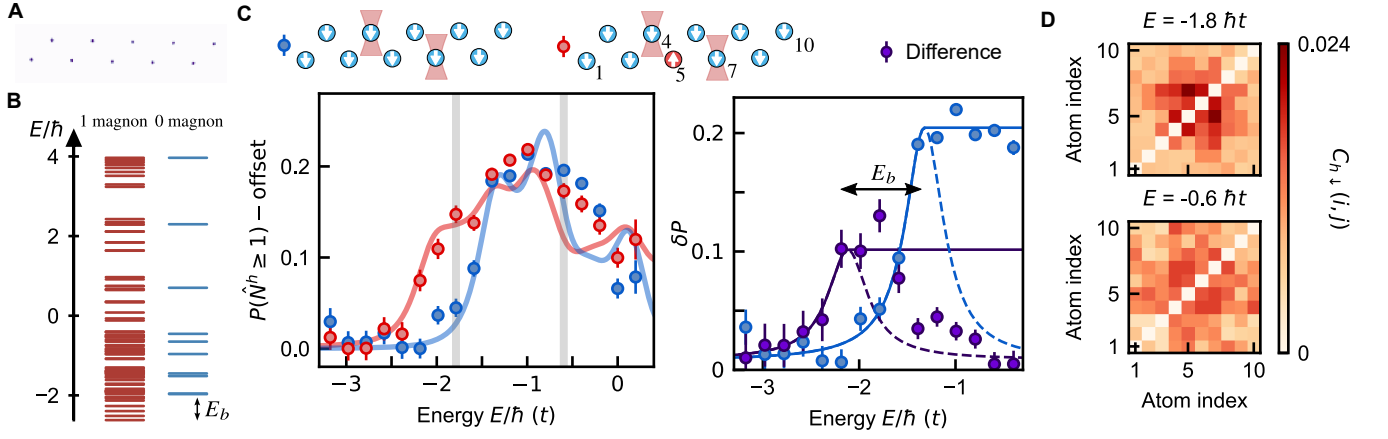 A
B
E/ħ
1 magnon 0 magnon
4
2
0
−2
E_b
C
1
4
5
7
10
Difference
P(N̂^h ≥ 1) − offset
0.2
0.1
0.0
−3 −2 −1 0
Energy E/ħ (t)
δP
0.2
0.1
0
E_b
−3 −2 −1
Energy E/ħ (t)
D
E = -1.8 ħt
Atom index
10
5
1
E = -0.6 ħt
Atom index
10
5
1
1 5 10
Atom index
0.024
0
C_h↓ (i, j)